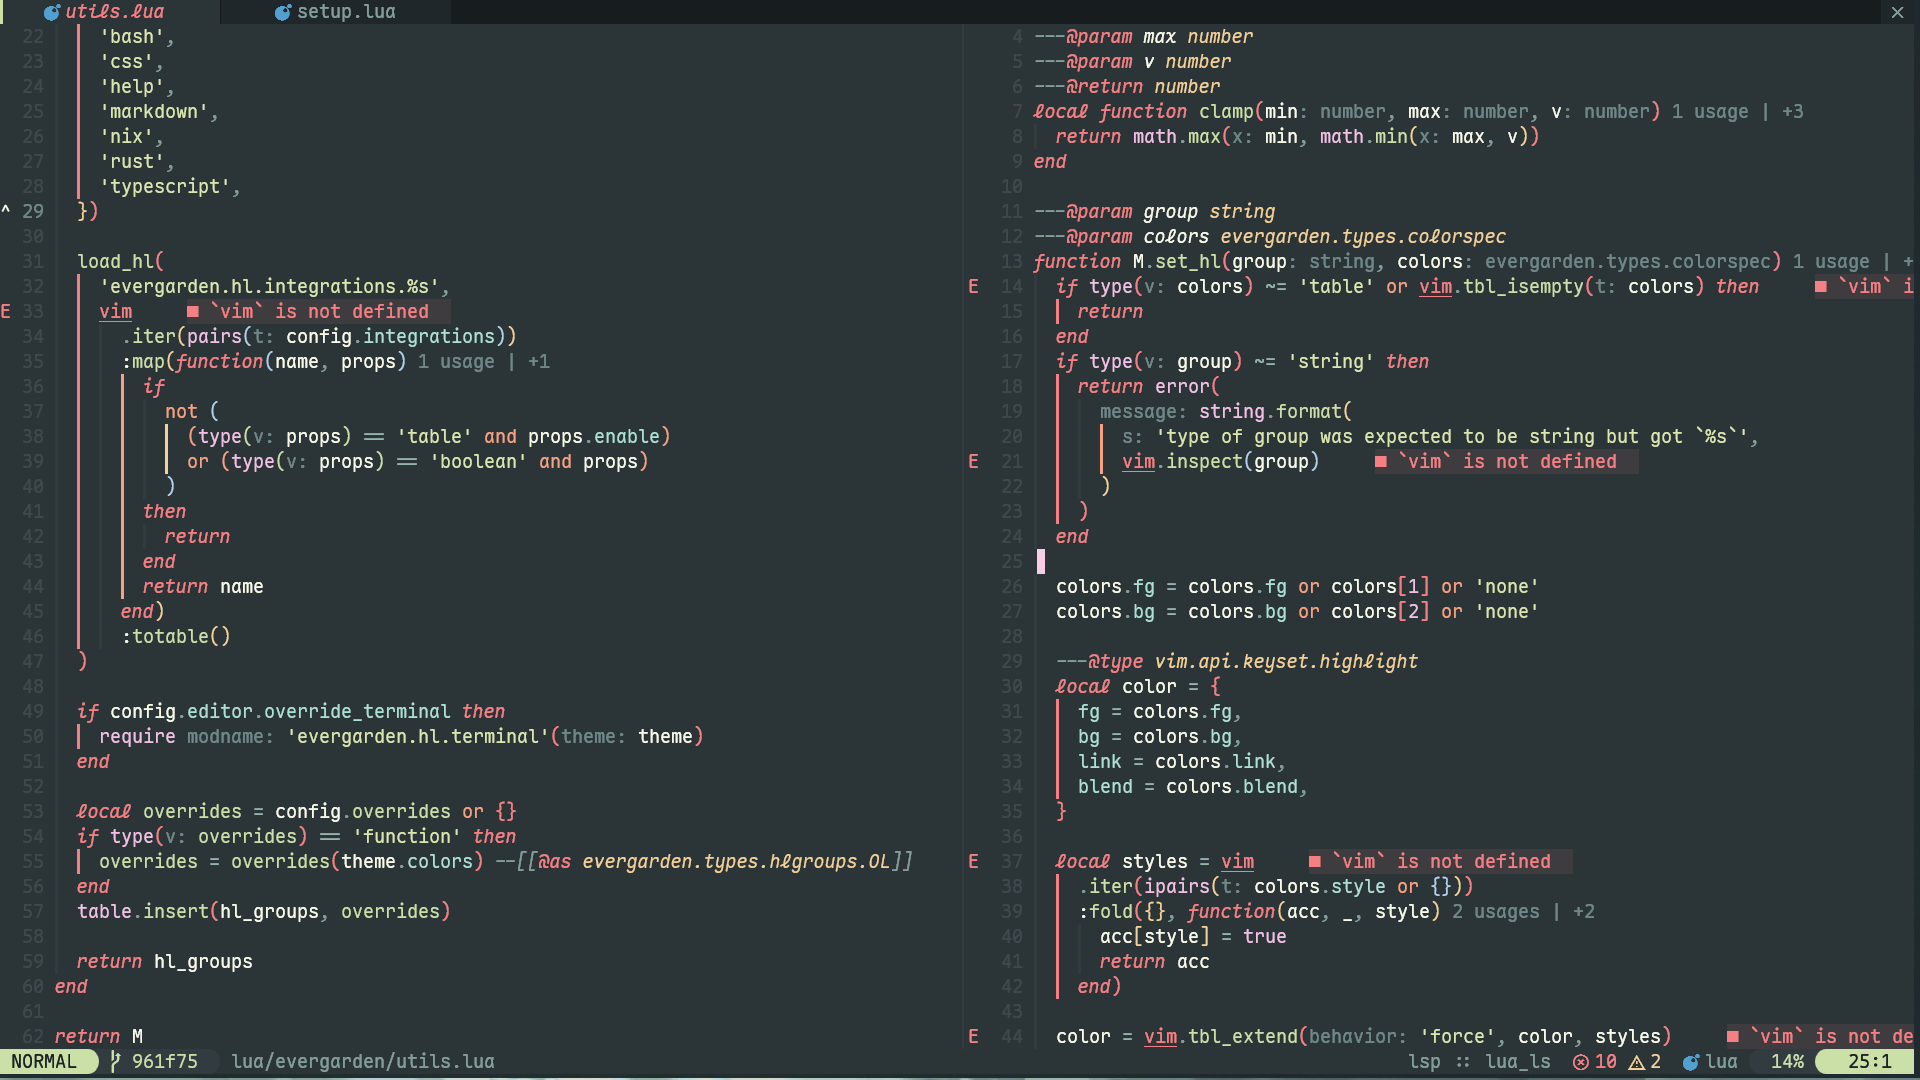 utils.lua setup.lua ×
22 'bash',
23 'css',
24 'help',
25 'markdown',
26 'nix',
27 'rust',
28 'typescript',
^ 29 })
30
31 load_hl(
32 'evergarden.hl.integrations.%s',
E 33 vim ■ `vim` is not defined
34 .iter(pairs(t: config.integrations))
35 :map(function(name, props) 1 usage | +1
36 if
37 not (
38 (type(v: props) == 'table' and props.enable)
39 or (type(v: props) == 'boolean' and props)
40 )
41 then
42 return
43 end
44 return name
45 end)
46 :totable()
47 )
48
49 if config.editor.override_terminal then
50 require modname: 'evergarden.hl.terminal'(theme: theme)
51 end
52
53 local overrides = config.overrides or {}
54 if type(v: overrides) == 'function' then
55 overrides = overrides(theme.colors) --[[@as evergarden.types.hlgroups.OL]]
56 end
57 table.insert(hl_groups, overrides)
58
59 return hl_groups
60 end
61
62 return M
4 ---@param max number
5 ---@param v number
6 ---@return number
7 local function clamp(min: number, max: number, v: number) 1 usage | +3
8 return math.max(x: min, math.min(x: max, v))
9 end
10
11 ---@param group string
12 ---@param colors evergarden.types.colorspec
13 function M.set_hl(group: string, colors: evergarden.types.colorspec) 1 usage | +
E 14 if type(v: colors) ~= 'table' or vim.tbl_isempty(t: colors) then ■ `vim` i
15 return
16 end
17 if type(v: group) ~= 'string' then
18 return error(
19 message: string.format(
20 s: 'type of group was expected to be string but got `%s`',
E 21 vim.inspect(group) ■ `vim` is not defined
22 )
23 )
24 end
25
26 colors.fg = colors.fg or colors[1] or 'none'
27 colors.bg = colors.bg or colors[2] or 'none'
28
29 ---@type vim.api.keyset.highlight
30 local color = {
31 fg = colors.fg,
32 bg = colors.bg,
33 link = colors.link,
34 blend = colors.blend,
35 }
36
E 37 local styles = vim ■ `vim` is not defined
38 .iter(ipairs(t: colors.style or {}))
39 :fold({}, function(acc, _, style) 2 usages | +2
40 acc[style] = true
41 return acc
42 end)
43
E 44 color = vim.tbl_extend(behavior: 'force', color, styles) ■ `vim` is not de
NORMAL 961f75 lua/evergarden/utils.lua lsp :: lua_ls 10 2 lua 14% 25:1